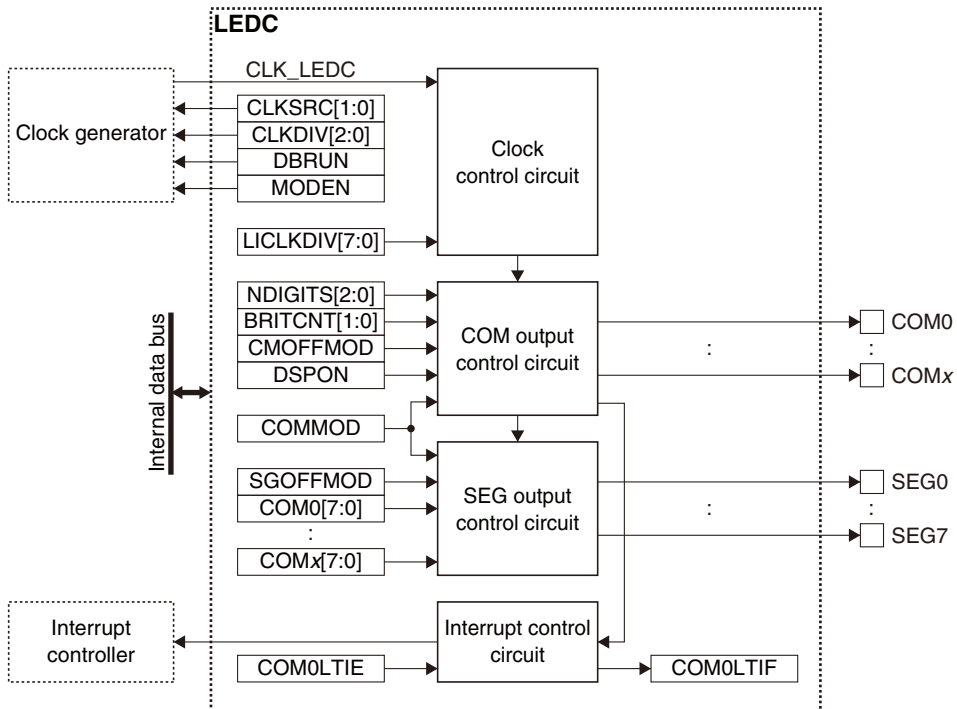 LEDC
CLK_LEDC
Clock generator
CLKSRC[1:0]
CLKDIV[2:0]
DBRUN
MODEN
Clock
control circuit
LICLKDIV[7:0]
Internal data bus
NDIGITS[2:0]
BRITCNT[1:0]
CMOFFMOD
DSPON
COM output
control circuit
COM0
:
:
COMx
COMMOD
SGOFFMOD
COM0[7:0]
:
COMx[7:0]
SEG output
control circuit
SEG0
:
:
SEG7
Interrupt
controller
Interrupt control
circuit
COM0LTIE
COM0LTIF